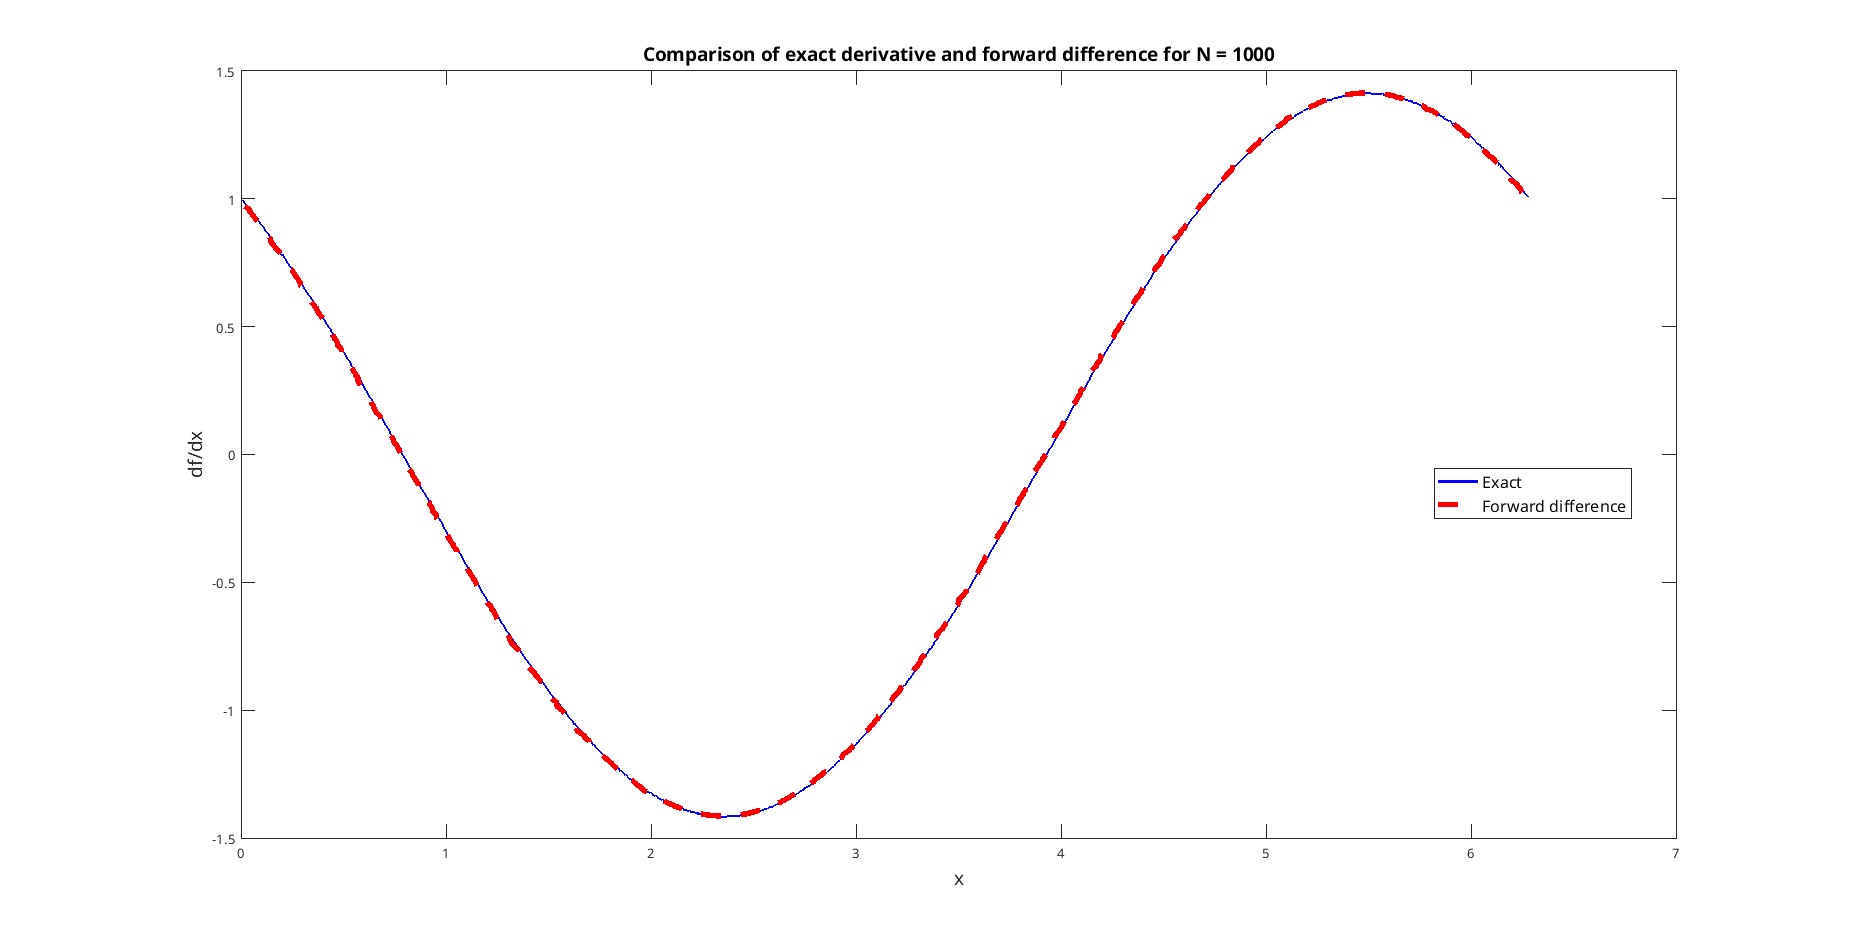 Comparison of exact derivative and forward difference for N = 1000
1.5
1
0.5
0
-0.5
-1
-1.5
df/dx
Exact
Forward difference
0 1 2 3 4 5 6 7
x